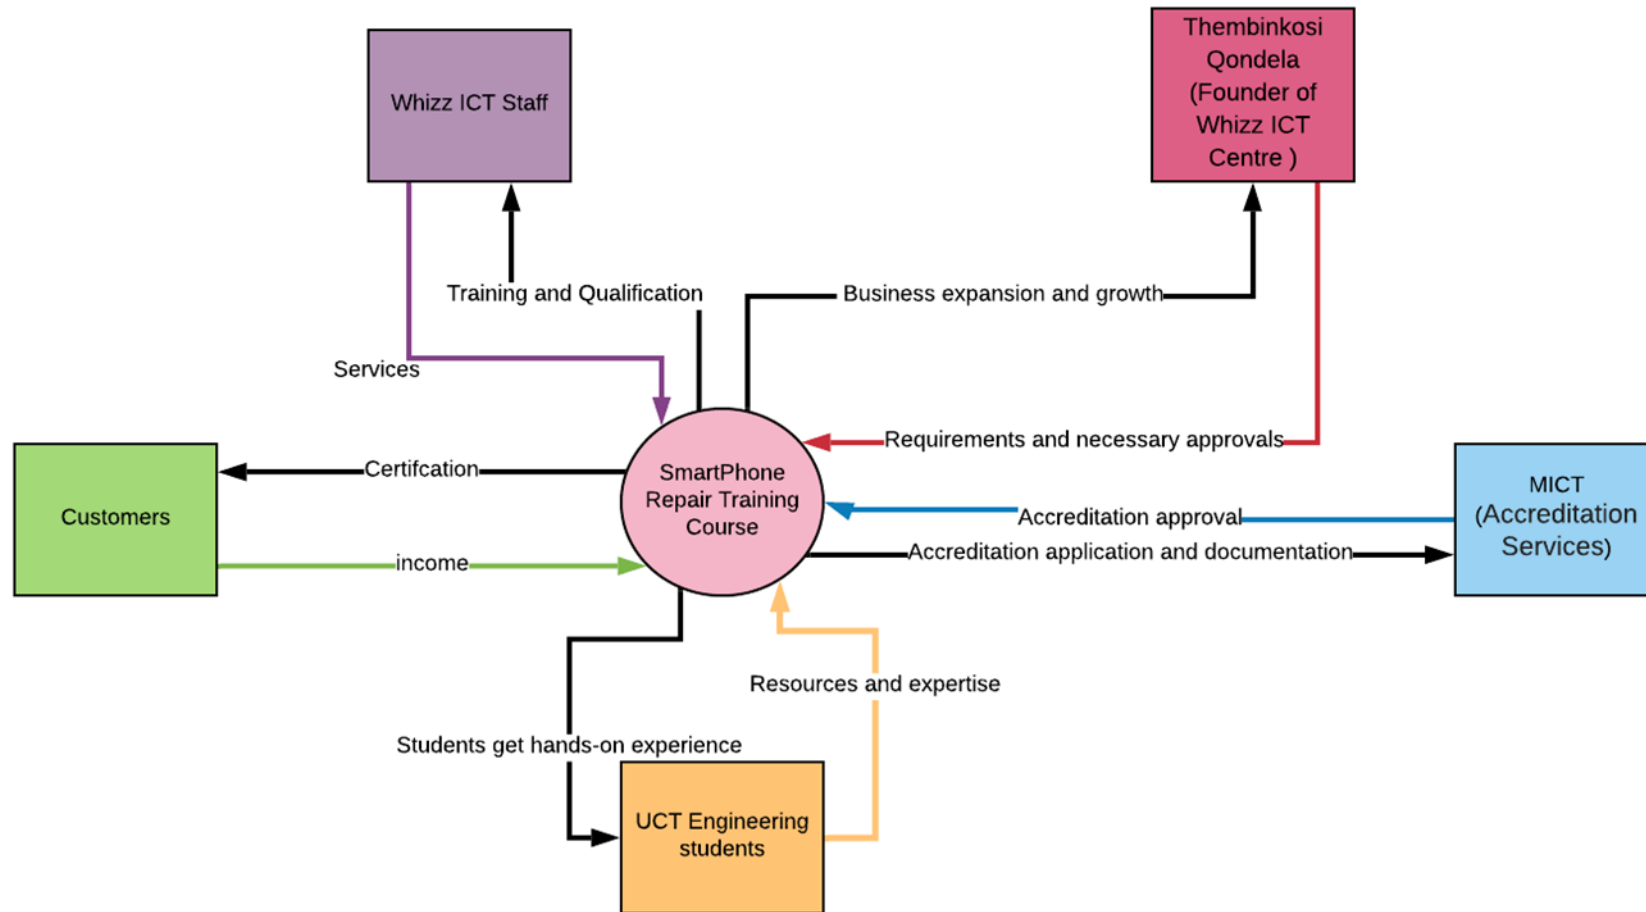 Thembinkosi
Qondela
(Founder of
Whizz ICT
Centre )
Whizz ICT Staff
Training and Qualification
Business expansion and growth
Services
Requirements and necessary approvals
Certifcation
SmartPhone
Repair Training
Course
Customers
MICT
(Accreditation
Services)
Accreditation approval
Accreditation application and documentation
income
Resources and expertise
Students get hands-on experience
UCT Engineering
students